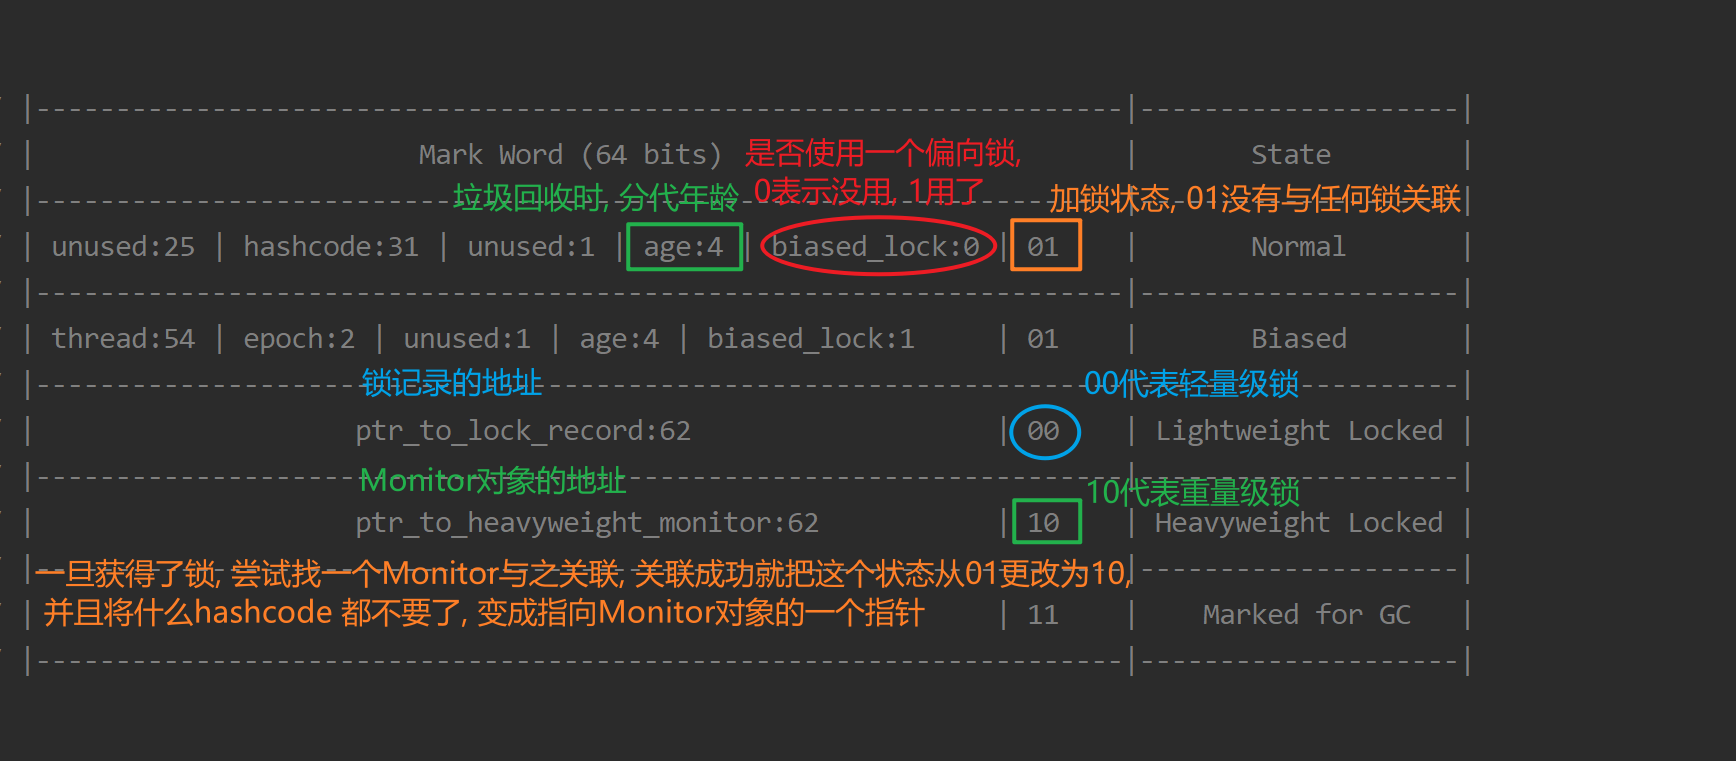 |--------------------------------------------------------------------|--------------------|
| Mark Word (64 bits) 是否使用一个偏向锁, | State |
垃圾回收时, 分代年龄 0表示没用, 1用了 加锁状态, 01没有与任何锁关联
| unused:25 | hashcode:31 | unused:1 | age:4 | biased_lock:0 | 01 | Normal |
|--------------------------------------------------------------------|--------------------|
| thread:54 | epoch:2 | unused:1 | age:4 | biased_lock:1 | 01 | Biased |
锁记录的地址 00代表轻量级锁
| ptr_to_lock_record:62 | 00 | Lightweight Locked |
Monitor对象的地址 10代表重量级锁
| ptr_to_heavyweight_monitor:62 | 10 | Heavyweight Locked |
一旦获得了锁, 尝试找一个Monitor与之关联, 关联成功就把这个状态从01更改为10,
| 并且将什么hashcode 都不要了, 变成指向Monitor对象的一个指针 | 11 | Marked for GC |
|--------------------------------------------------------------------|--------------------|